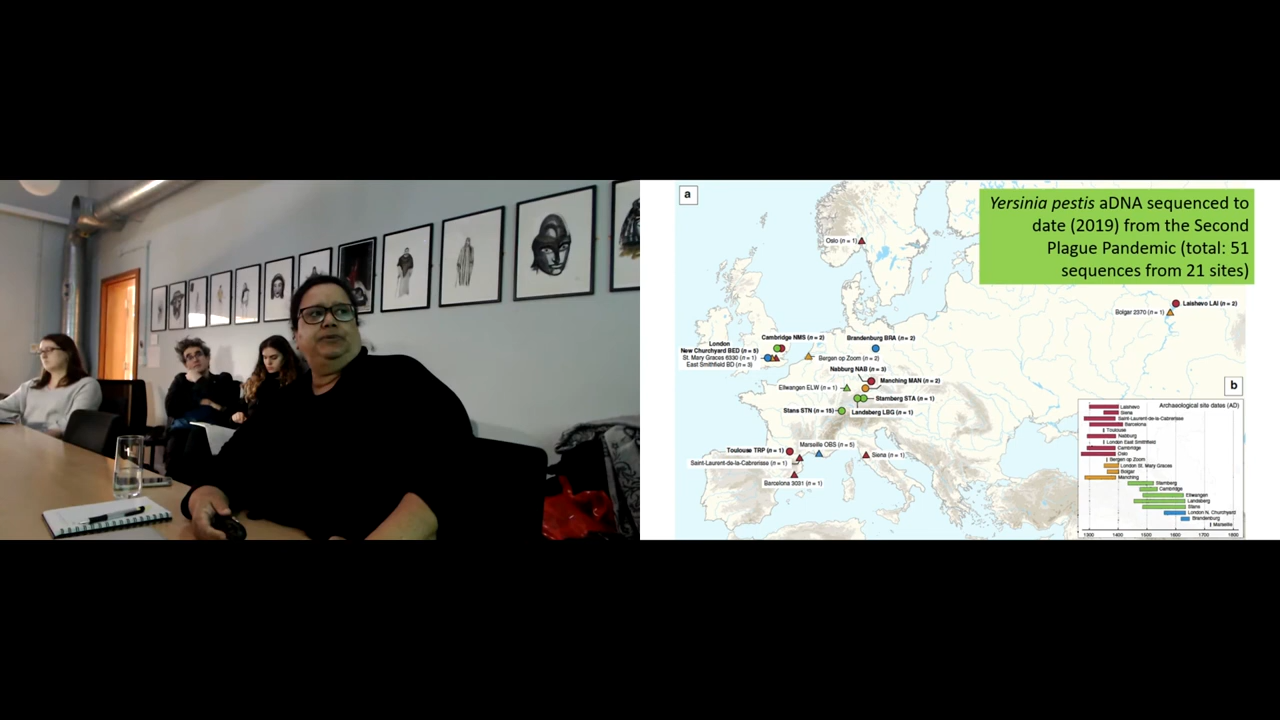 a
Yersinia pestis aDNA sequenced to
date (2019) from the Second
Plague Pandemic (total: 51
sequences from 21 sites)
Oslo (n = 1)
Laishevo LAI (n = 2)
Bolgar 2370 (n = 1)
Cambridge NMS (n = 2)
Brandenburg BRA (n = 2)
London
New Churchyard BED (n = 5)
St. Mary Graces 6330 (n = 1)
East Smithfield BD (n = 3)
Bergen op Zoom (n = 2)
Nabburg NAB (n = 3)
Manching MAN (n = 2)
Ellwangen ELW (n = 1)
Starnberg STA (n = 1)
Stans STN (n = 15)
Landsberg LBG (n = 1)
Marseille OBS (n = 5)
Toulouse TRP (n = 1)
Siena (n = 1)
Saint-Laurent-de-la-Cabrerisse (n = 1)
Barcelona 3031 (n = 1)
b
Archaeological site dates (AD)
Laishevo
Siena
Saint-Laurent-de-la-Cabrerisse
Barcelona
Toulouse
Nabburg
London East Smithfield
Cambridge
Oslo
Bergen op Zoom
London St. Mary Graces
Bolgar
Manching
Starnberg
Cambridge
Ellwangen
Landsberg
Stans
London N. Churchyard
Brandenburg
Marseille
1300 1400 1500 1600 1700 1800